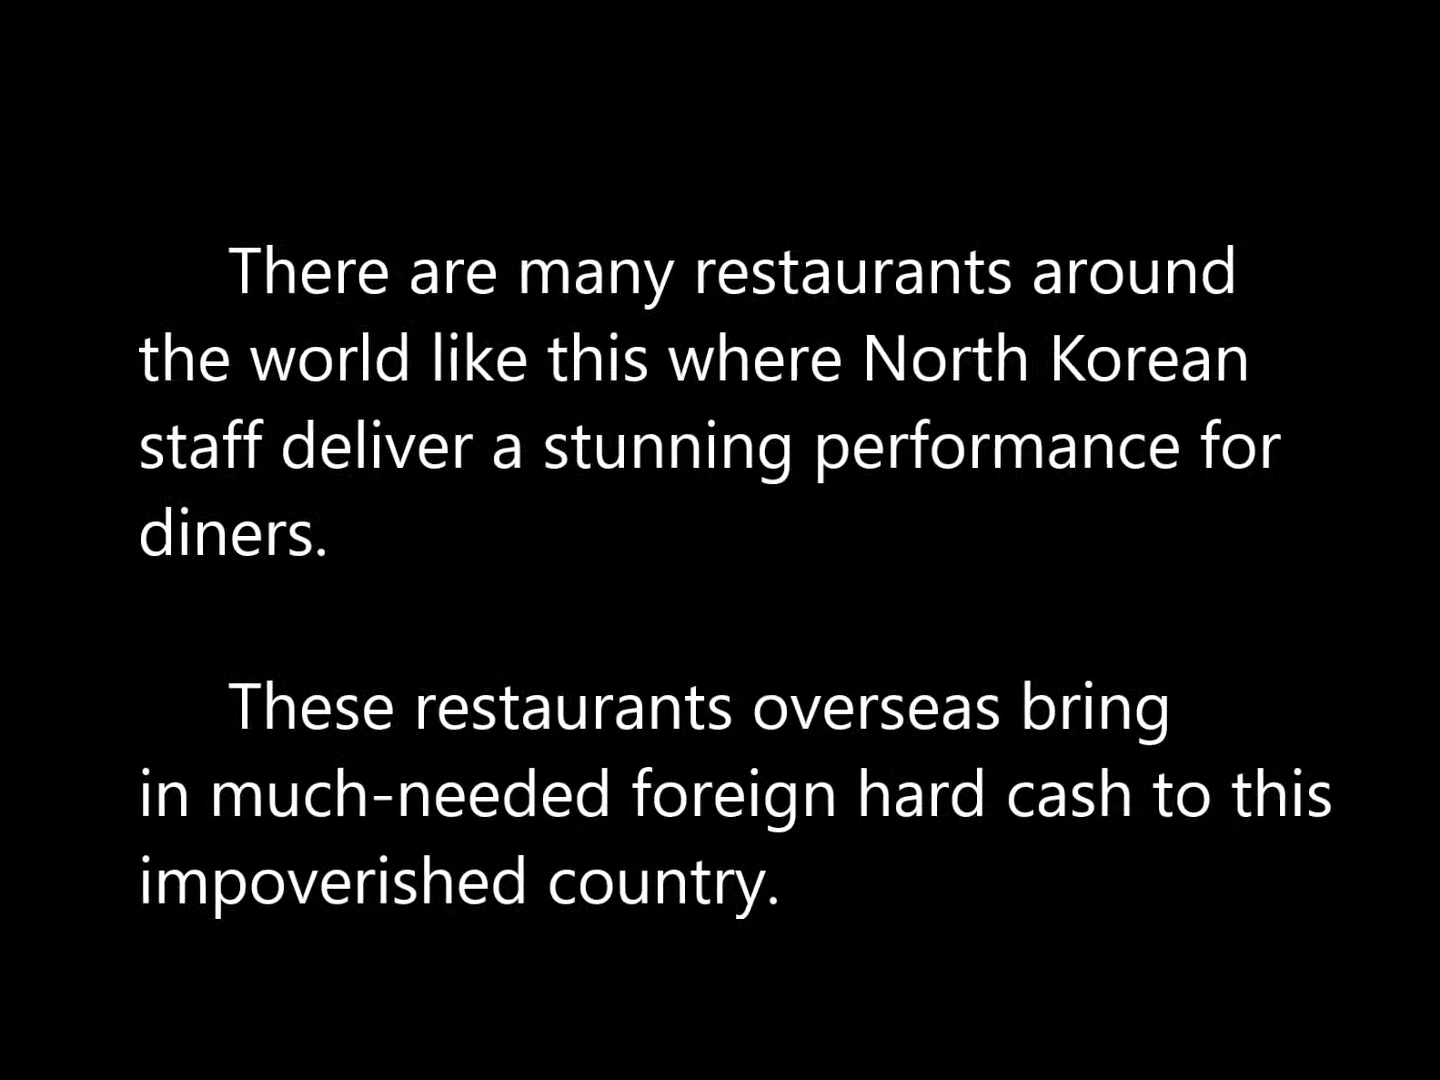 There are many restaurants around
the world like this where North Korean
staff deliver a stunning performance for
diners.
These restaurants overseas bring
in much-needed foreign hard cash to this
impoverished country.